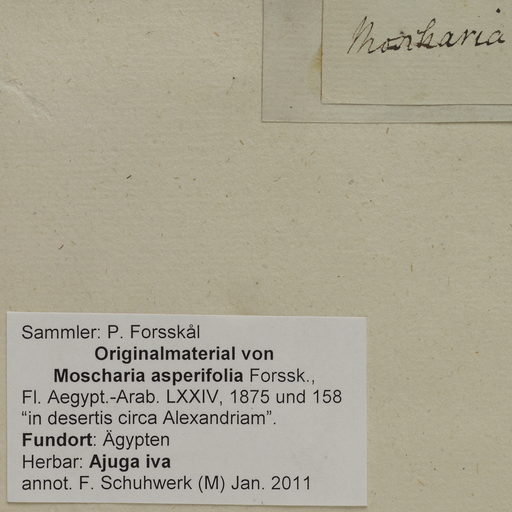 Moscharia
Sammler: P. Forsskål
Originalmaterial von
Moscharia asperifolia Forssk.,
Fl. Aegypt.-Arab. LXXIV, 1875 und 158
“in desertis circa Alexandriam”.
Fundort: Ägypten
Herbar: Ajuga iva
annot. F. Schuhwerk (M) Jan. 2011